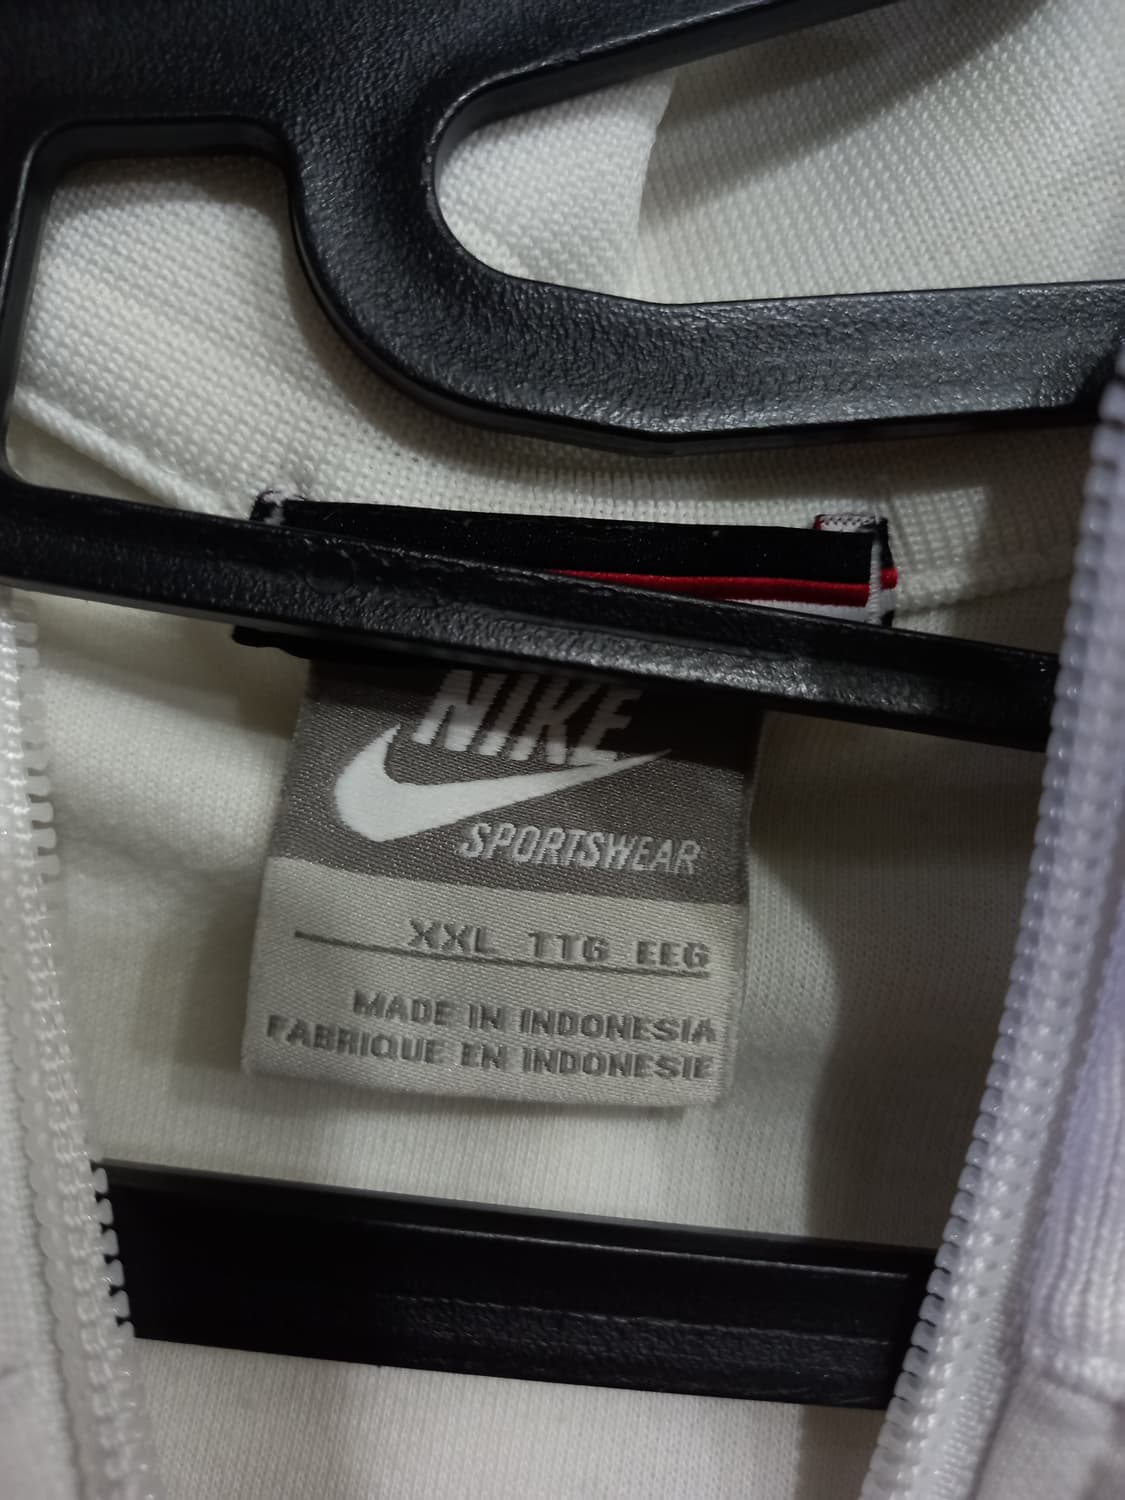 NIKE
SPORTSWEAR
XXL TTG EEG
MADE IN INDONESIA
FABRIQUE EN INDONESIE